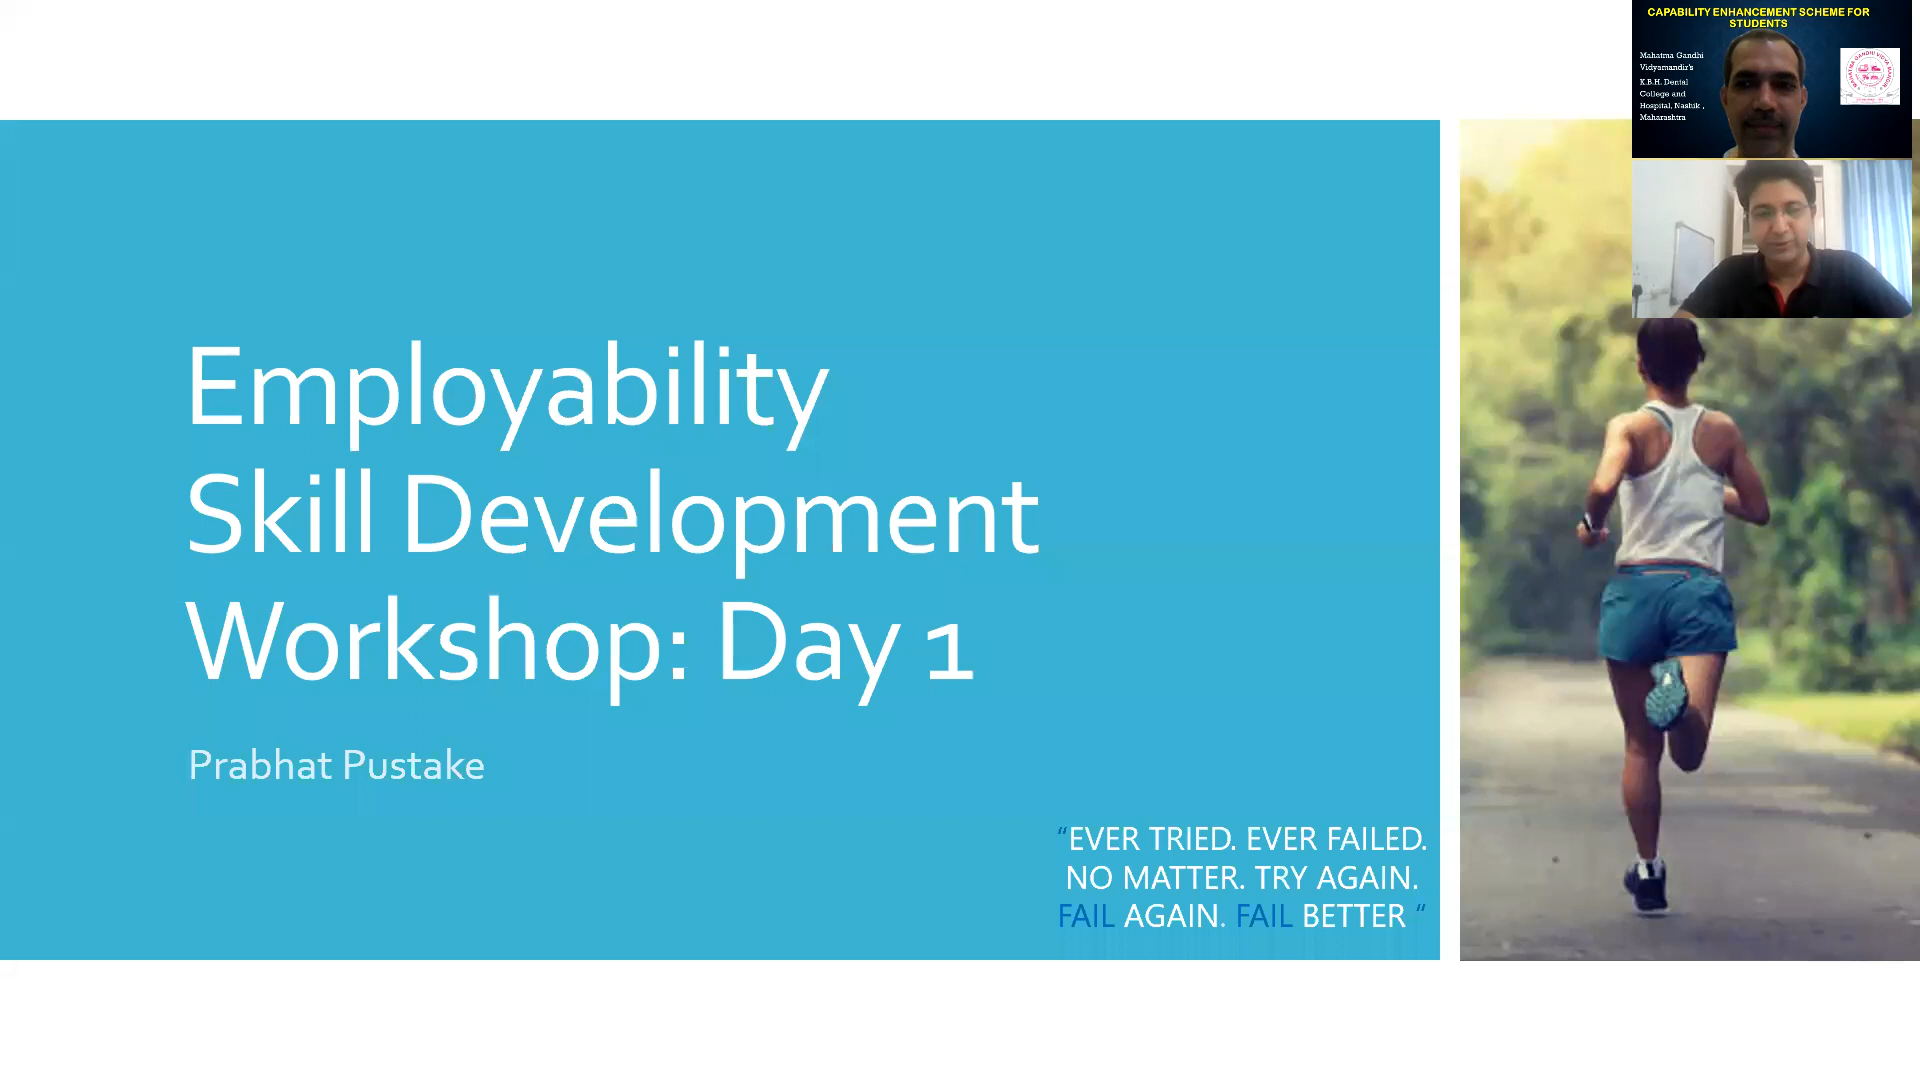 CAPABILITY ENHANCEMENT SCHEME FOR
STUDENTS
Mahatma Gandhi
Vidyamandir's
K.B.H. Dental
College and
Hospital, Nashik ,
Maharashtra
Employability
Skill Development
Workshop: Day 1
Prabhat Pustake
“EVER TRIED. EVER FAILED.
NO MATTER. TRY AGAIN.
FAIL AGAIN. FAIL BETTER “